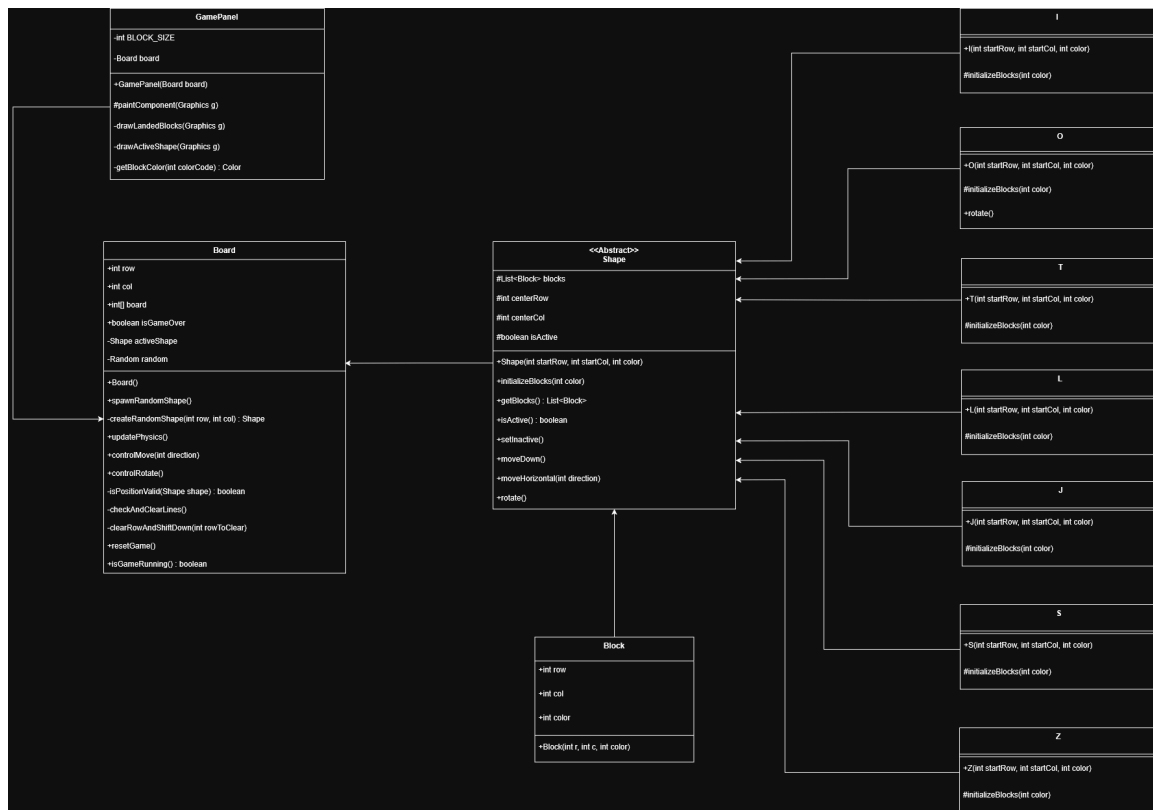 GamePanel
-int BLOCK_SIZE
-Board board
+GamePanel(Board board)
#paintComponent(Graphics g)
-drawLandedBlocks(Graphics g)
-drawActiveShape(Graphics g)
-getBlockColor(int colorCode) : Color
Board
+int row
+int col
+int[] board
+boolean isGameOver
-Shape activeShape
-Random random
+Board()
+spawnRandomShape()
-createRandomShape(int row, int col) : Shape
+updatePhysics()
+controlMove(int direction)
+controlRotate()
-isPositionValid(Shape shape) : boolean
-checkAndClearLines()
-clearRowAndShiftDown(int rowToClear)
+resetGame()
+isGameRunning() : boolean
<<Abstract>>
Shape
#List<Block> blocks
#int centerRow
#int centerCol
#boolean isActive
+Shape(int startRow, int startCol, int color)
+initializeBlocks(int color)
+getBlocks() : List<Block>
+isActive() : boolean
+setInactive()
+moveDown()
+moveHorizontal(int direction)
+rotate()
Block
+int row
+int col
+int color
+Block(int r, int c, int color)
I
+I(int startRow, int startCol, int color)
#initializeBlocks(int color)
O
+O(int startRow, int startCol, int color)
#initializeBlocks(int color)
+rotate()
T
+T(int startRow, int startCol, int color)
#initializeBlocks(int color)
L
+L(int startRow, int startCol, int color)
#initializeBlocks(int color)
J
+J(int startRow, int startCol, int color)
#initializeBlocks(int color)
S
+S(int startRow, int startCol, int color)
#initializeBlocks(int color)
Z
+Z(int startRow, int startCol, int color)
#initializeBlocks(int color)